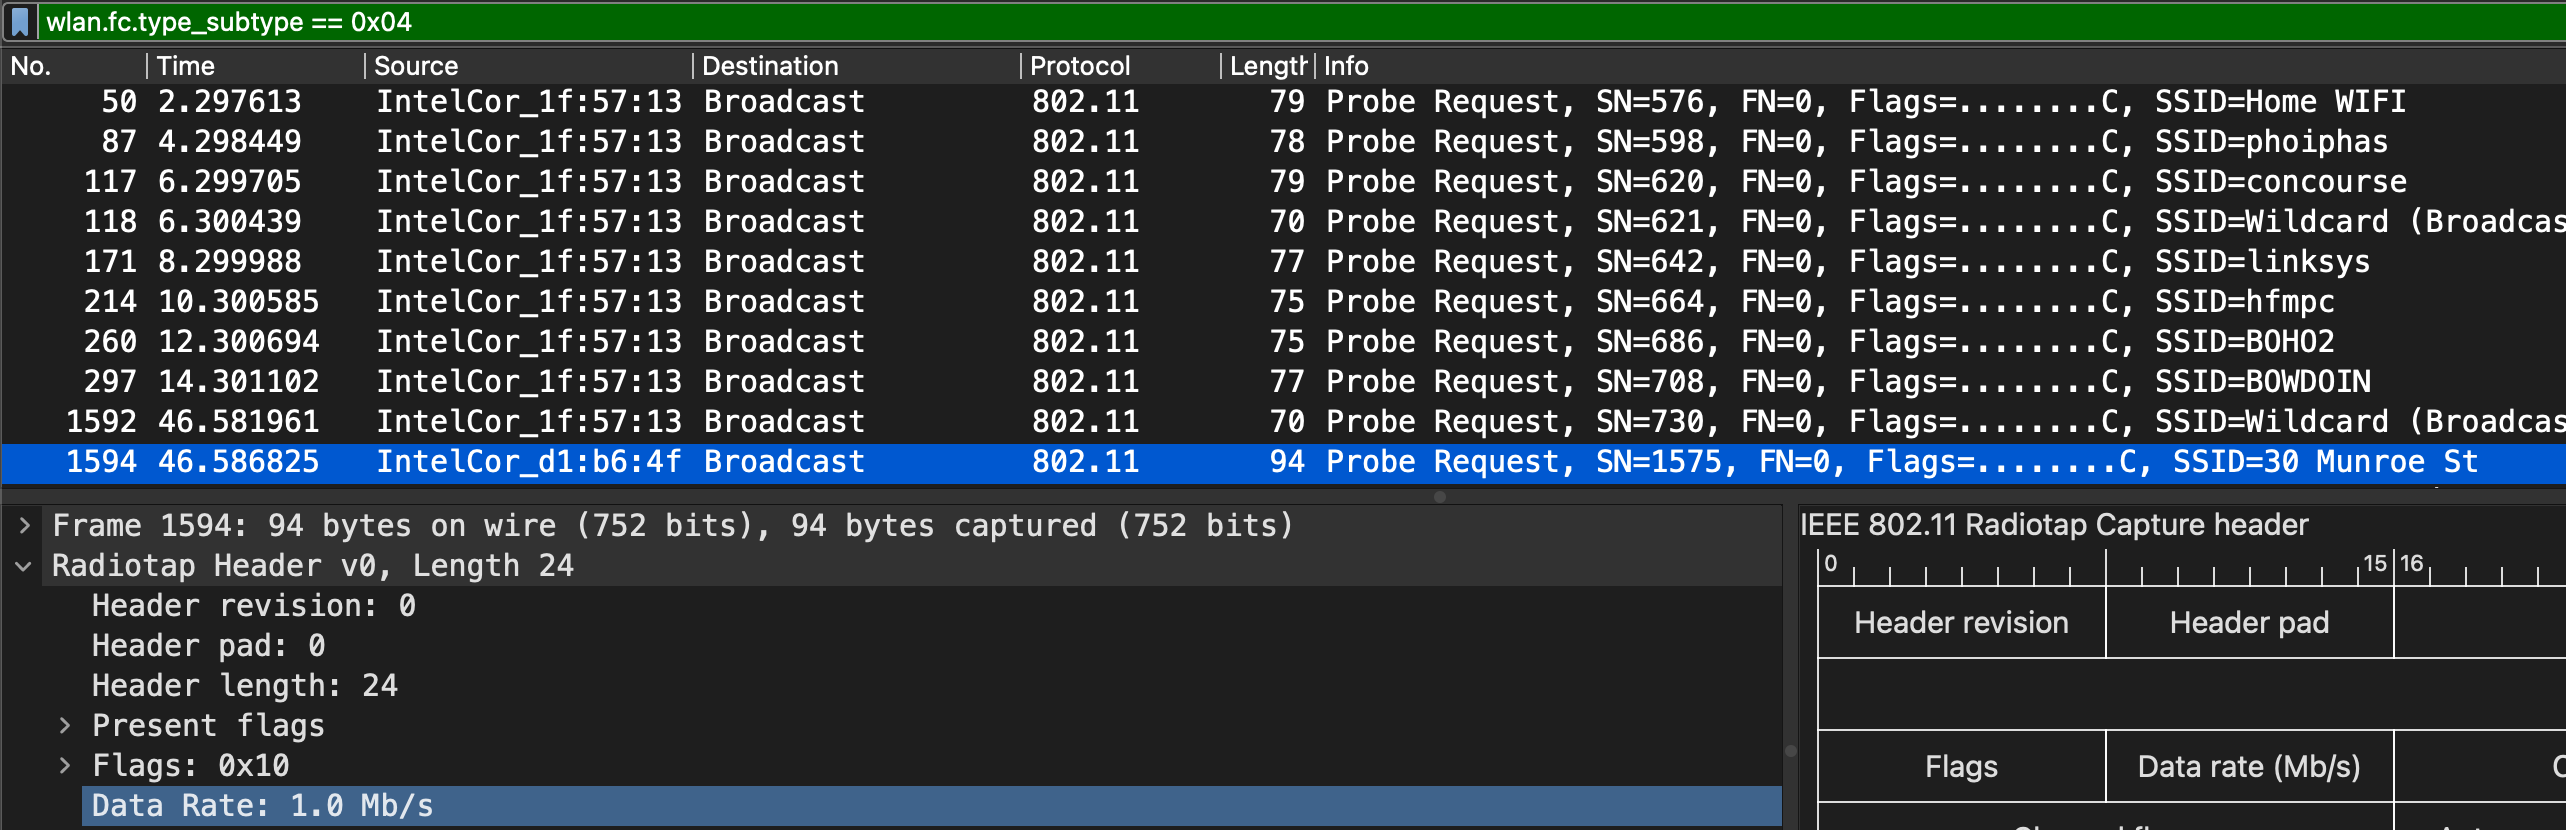 wlan.fc.type_subtype == 0x04
No. Time Source Destination Protocol Length Info
50 2.297613 IntelCor_1f:57:13 Broadcast 802.11 79 Probe Request, SN=576, FN=0, Flags=........C, SSID=Home WIFI
87 4.298449 IntelCor_1f:57:13 Broadcast 802.11 78 Probe Request, SN=598, FN=0, Flags=........C, SSID=phoiphas
117 6.299705 IntelCor_1f:57:13 Broadcast 802.11 79 Probe Request, SN=620, FN=0, Flags=........C, SSID=concourse
118 6.300439 IntelCor_1f:57:13 Broadcast 802.11 70 Probe Request, SN=621, FN=0, Flags=........C, SSID=Wildcard (Broadcas
171 8.299988 IntelCor_1f:57:13 Broadcast 802.11 77 Probe Request, SN=642, FN=0, Flags=........C, SSID=linksys
214 10.300585 IntelCor_1f:57:13 Broadcast 802.11 75 Probe Request, SN=664, FN=0, Flags=........C, SSID=hfmpc
260 12.300694 IntelCor_1f:57:13 Broadcast 802.11 75 Probe Request, SN=686, FN=0, Flags=........C, SSID=BOHO2
297 14.301102 IntelCor_1f:57:13 Broadcast 802.11 77 Probe Request, SN=708, FN=0, Flags=........C, SSID=BOWDOIN
1592 46.581961 IntelCor_1f:57:13 Broadcast 802.11 70 Probe Request, SN=730, FN=0, Flags=........C, SSID=Wildcard (Broadcas
1594 46.586825 IntelCor_d1:b6:4f Broadcast 802.11 94 Probe Request, SN=1575, FN=0, Flags=........C, SSID=30 Munroe St
Frame 1594: 94 bytes on wire (752 bits), 94 bytes captured (752 bits)
Radiotap Header v0, Length 24
Header revision: 0
Header pad: 0
Header length: 24
Present flags
Flags: 0x10
Data Rate: 1.0 Mb/s
IEEE 802.11 Radiotap Capture header
0 15 16
Header revision Header pad
Flags Data rate (Mb/s)